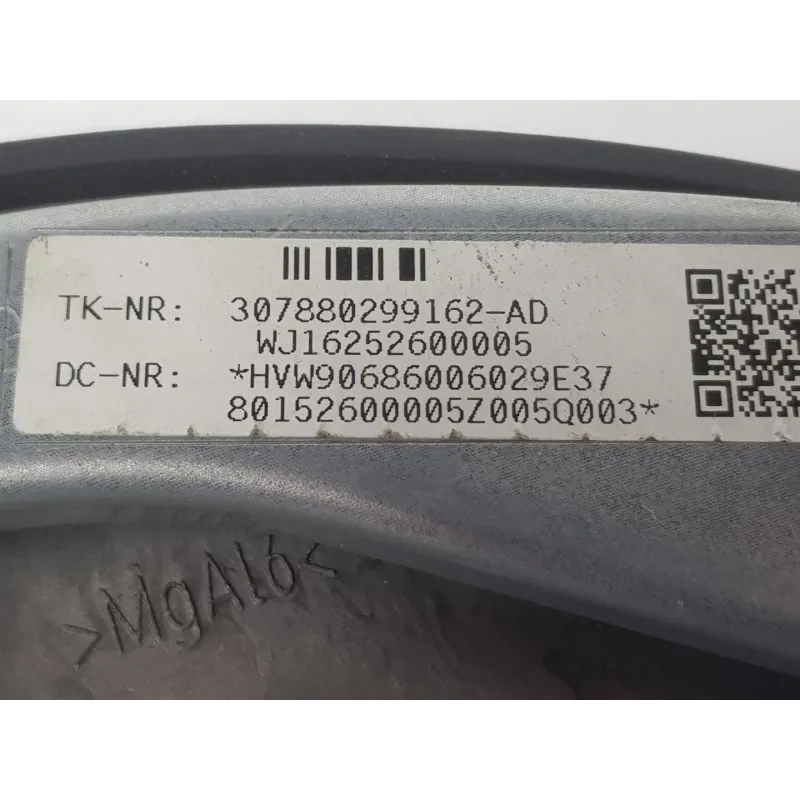 TK-NR: 307880299162-AD
WJ16252600005
DC-NR: *HVW90686006029E37
80152600005Z005Q003*
>MgAl6<